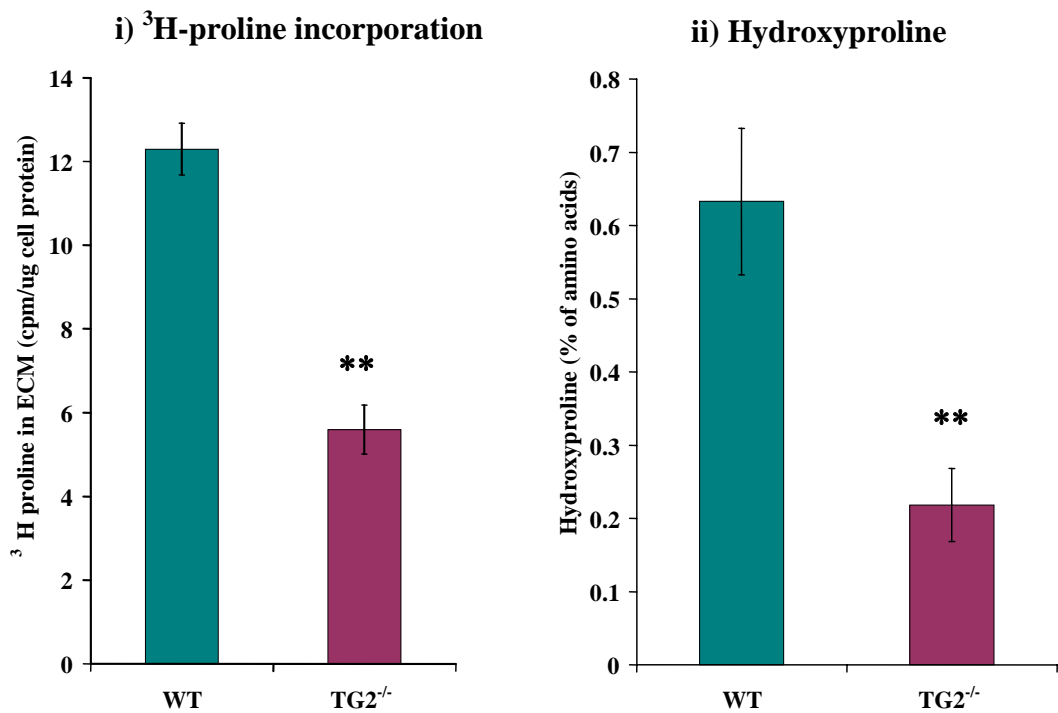 i) ³H-proline incorporation
³ H proline in ECM (cpm/ug cell protein)
14
12
10
8
6
4
2
0
**
WT
TG2⁻/⁻
ii) Hydroxyproline
Hydroxyproline (% of amino acids)
0.8
0.7
0.6
0.5
0.4
0.3
0.2
0.1
0
**
WT
TG2⁻/⁻